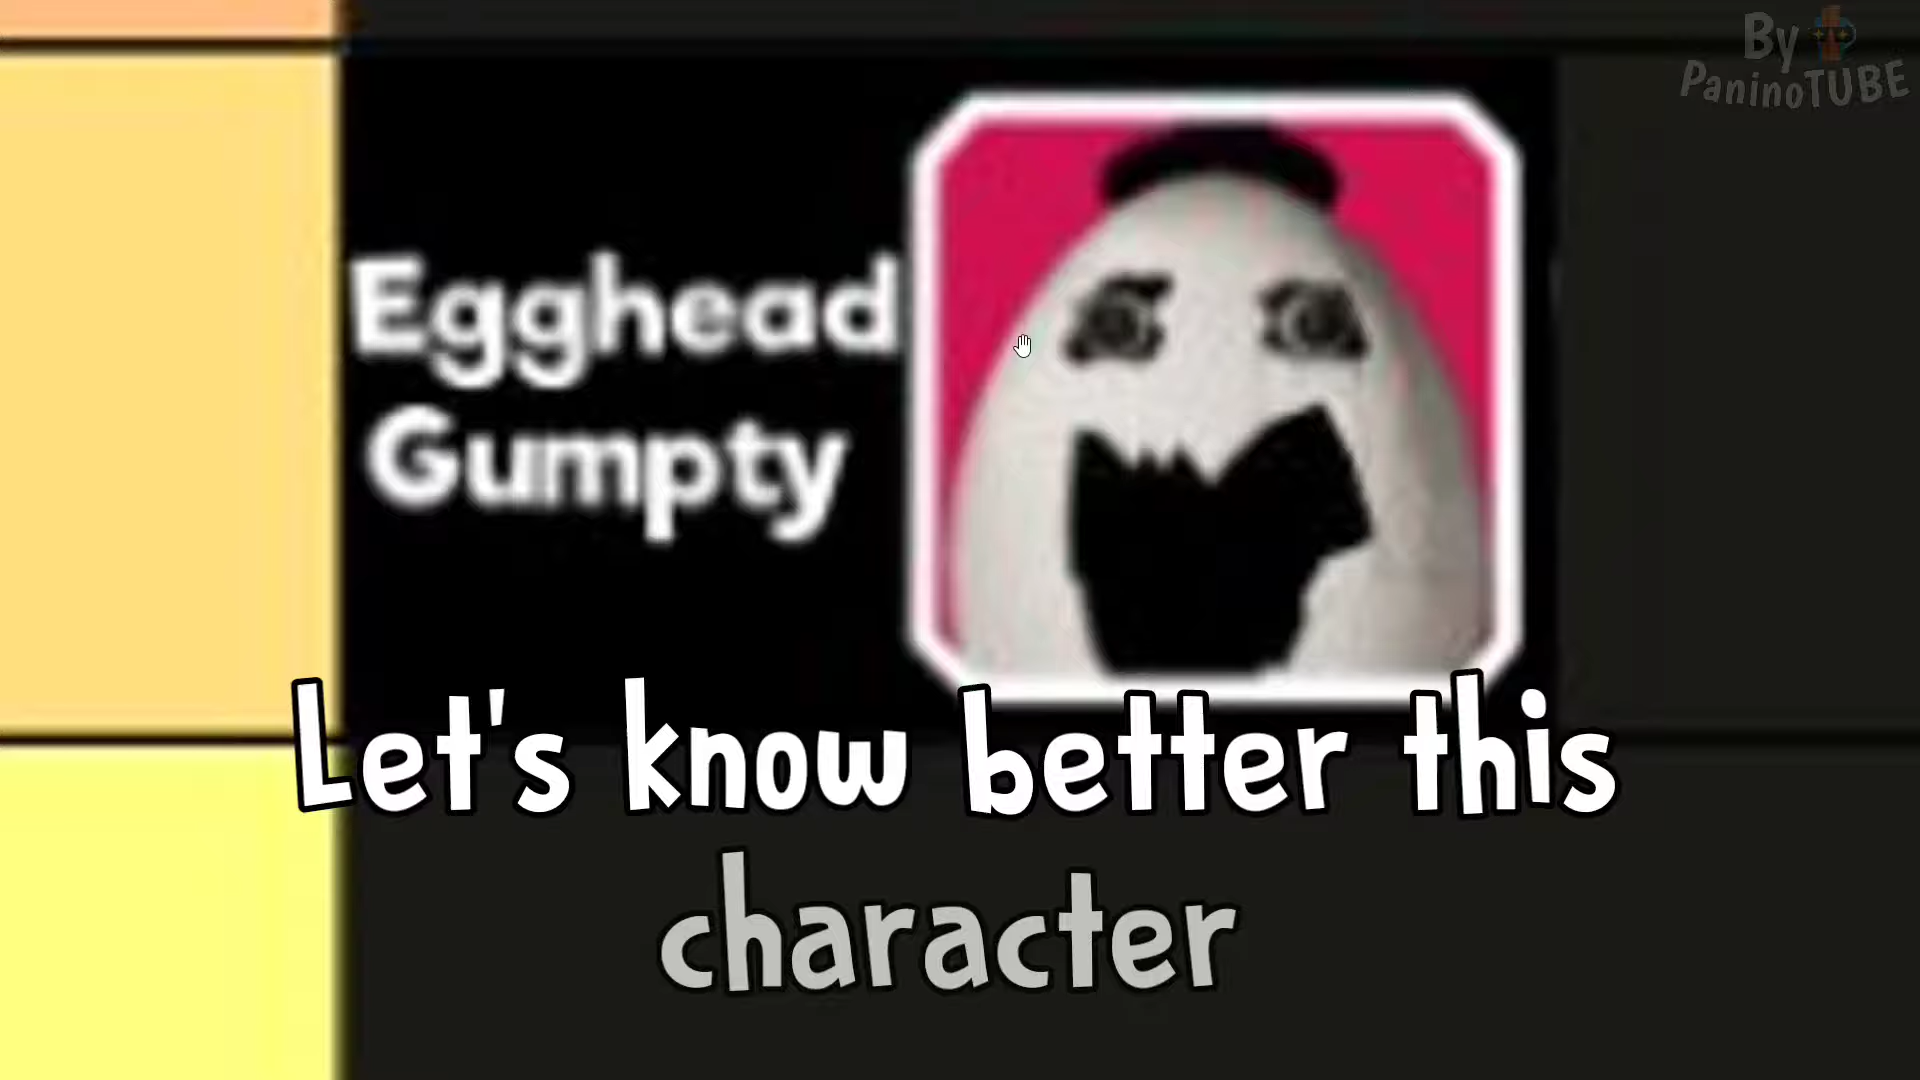 By
PaninoTUBE
Egghead
Gumpty
Let's know better this
character